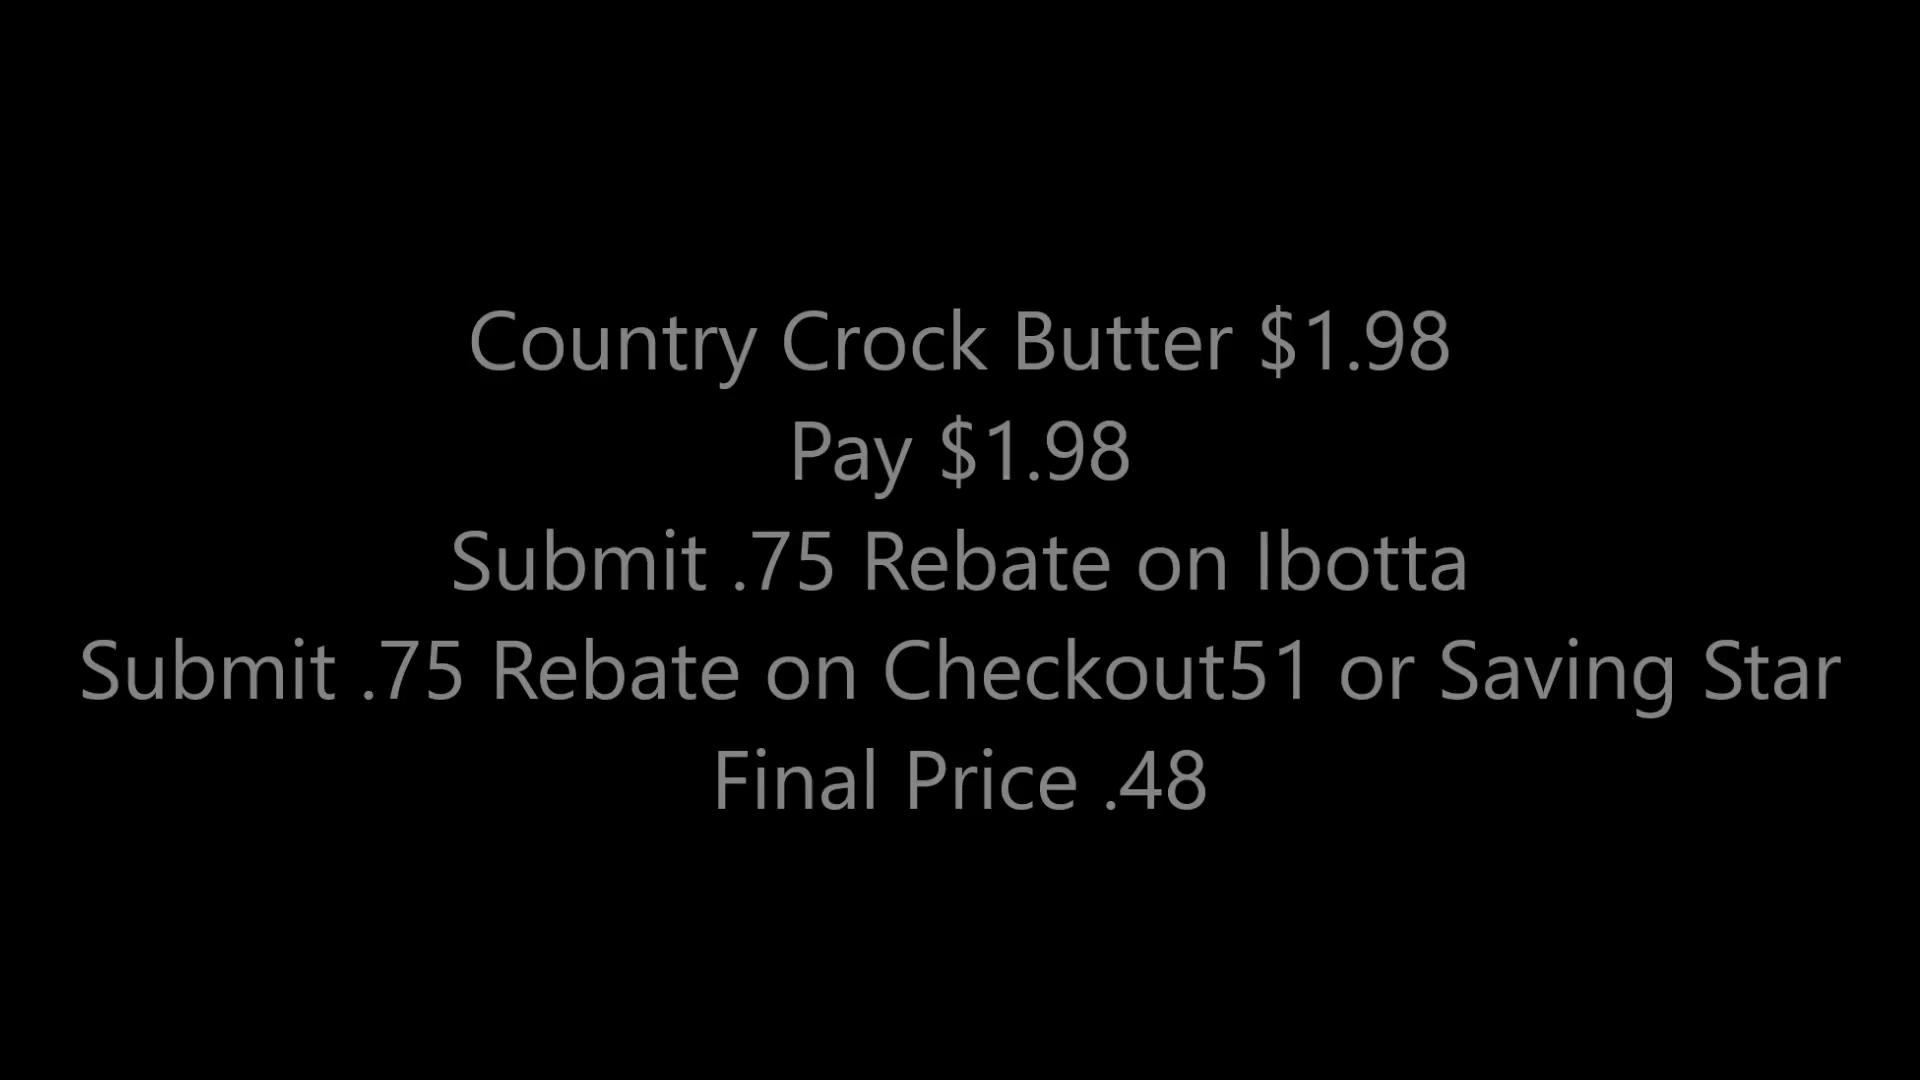 Country Crock Butter $1.98
Pay $1.98
Submit .75 Rebate on Ibotta
Submit .75 Rebate on Checkout51 or Saving Star
Final Price .48